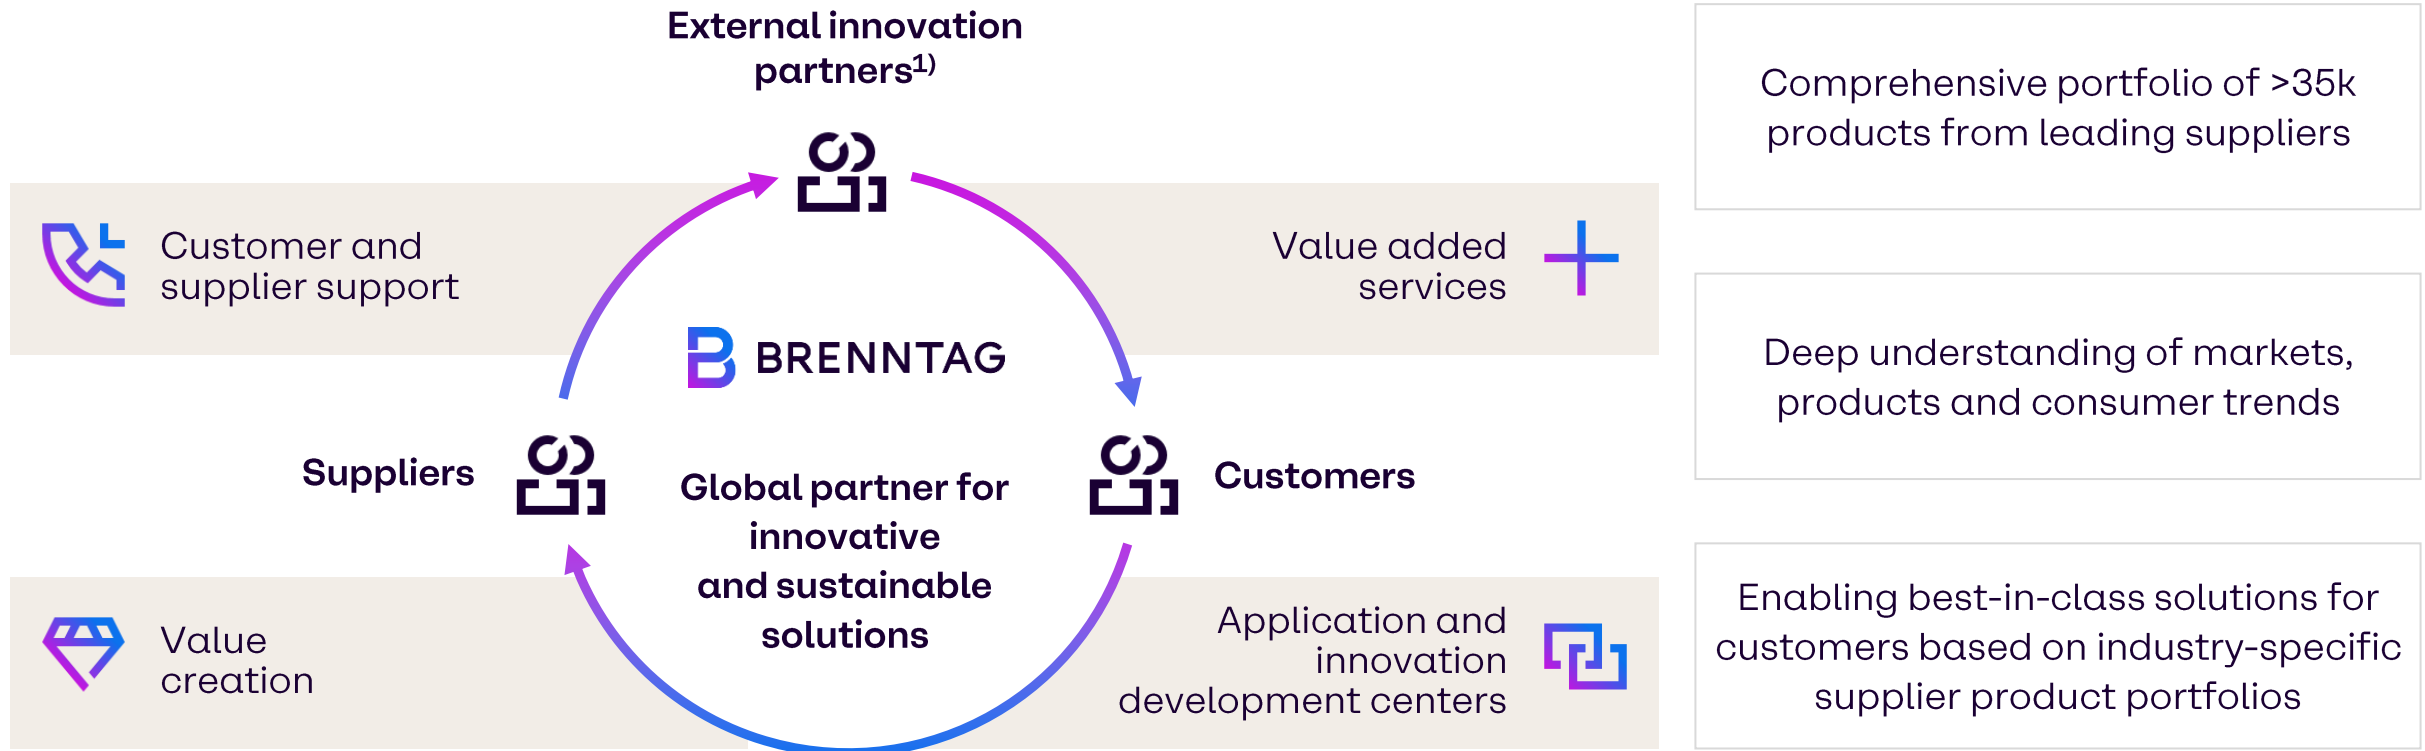 External innovation
partners1)
Customer and
supplier support
Value added
services
BRENNTAG
Suppliers
Customers
Global partner for
innovative
and sustainable
solutions
Value
creation
Application and
innovation
development centers
Comprehensive portfolio of >35k
products from leading suppliers
Deep understanding of markets,
products and consumer trends
Enabling best-in-class solutions for
customers based on industry-specific
supplier product portfolios